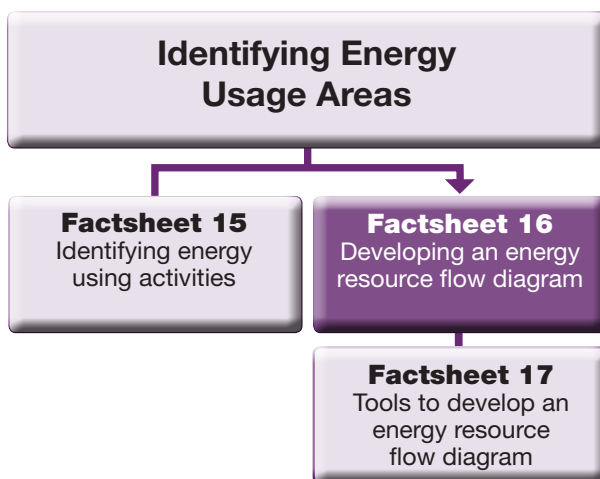 Identifying Energy
Usage Areas
Factsheet 15
Identifying energy
using activities
Factsheet 16
Developing an energy
resource flow diagram
Factsheet 17
Tools to develop an
energy resource
flow diagram